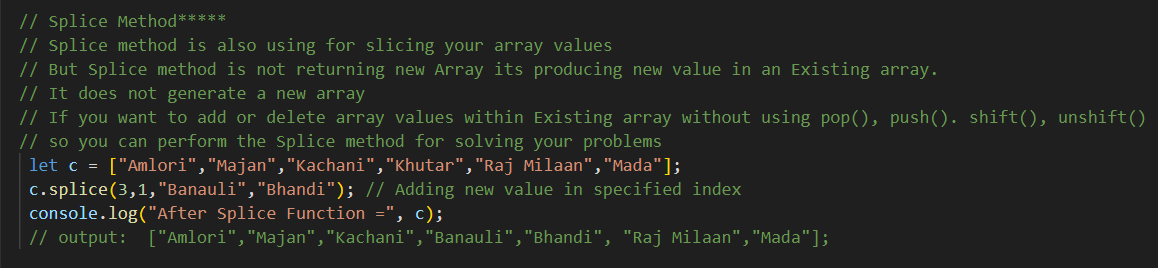 // Splice Method*****
// Splice method is also using for slicing your array values
// But Splice method is not returning new Array its producing new value in an Existing array.
// It does not generate a new array
// If you want to add or delete array values within Existing array without using pop(), push(). shift(), unshift()
// so you can perform the Splice method for solving your problems
let c = ["Amlori","Majan","Kachani","Khutar","Raj Milaan","Mada"];
c.splice(3,1,"Banauli","Bhandi"); // Adding new value in specified index
console.log("After Splice Function =", c);
// output:  ["Amlori","Majan","Kachani","Banauli","Bhandi", "Raj Milaan","Mada"];